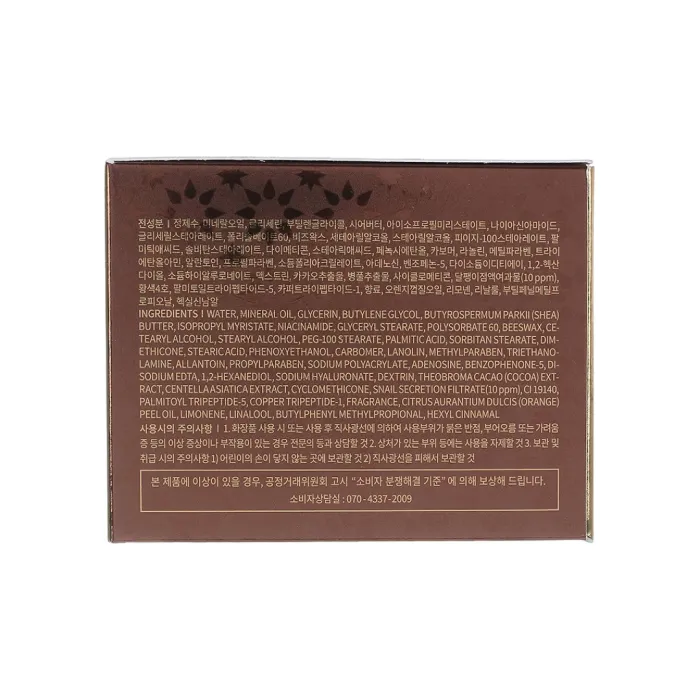 전성분 | 정제수, 미네랄오일, 글리세린, 부틸렌글라이콜, 시어버터, 아이소프로필미리스테이트, 나이아신아마이드,
글리세릴스테아레이트, 폴리솔베이트60, 비즈왁스, 세테아릴알코올, 스테아릴알코올, 피이지-100스테아레이트, 팔
미틱애씨드, 솔비탄스테아레이트, 다이메티콘, 스테아릭애씨드, 페녹시에탄올, 카보머, 라놀린, 메틸파라벤, 트라이
에탄올아민, 알란토인, 프로필파라벤, 소듐폴리아크릴레이트, 아데노신, 벤조페논-5, 다이소듐이디티에이, 1,2-헥산
다이올, 소듐하이알루로네이트, 덱스트린, 카카오추출물, 병풀추출물, 사이클로메티콘, 달팽이점액여과물(10 ppm),
황색4호, 팔미토일트라이펩타이드-5, 카퍼트라이펩타이드-1, 향료, 오렌지껍질오일, 리모넨, 리날룰, 부틸페닐메틸프
로피오날, 헥실신남알
INGREDIENTS | WATER, MINERAL OIL, GLYCERIN, BUTYLENE GLYCOL, BUTYROSPERMUM PARKII (SHEA)
BUTTER, ISOPROPYL MYRISTATE, NIACINAMIDE, GLYCERYL STEARATE, POLYSORBATE 60, BEESWAX, CE-
TEARYL ALCOHOL, STEARYL ALCOHOL, PEG-100 STEARATE, PALMITIC ACID, SORBITAN STEARATE, DIM-
ETHICONE, STEARIC ACID, PHENOXYETHANOL, CARBOMER, LANOLIN, METHYLPARABEN, TRIETHANO-
LAMINE, ALLANTOIN, PROPYLPARABEN, SODIUM POLYACRYLATE, ADENOSINE, BENZOPHENONE-5, DI-
SODIUM EDTA, 1,2-HEXANEDIOL, SODIUM HYALURONATE, DEXTRIN, THEOBROMA CACAO (COCOA) EXT-
RACT, CENTELLA ASIATICA EXTRACT, CYCLOMETHICONE, SNAIL SECRETION FILTRATE(10 ppm), CI 19140,
PALMITOYL TRIPEPTIDE-5, COPPER TRIPEPTIDE-1, FRAGRANCE, CITRUS AURANTIUM DULCIS (ORANGE)
PEEL OIL, LIMONENE, LINALOOL, BUTYLPHENYL METHYLPROPIONAL, HEXYL CINNAMAL
사용시의 주의사항 | 1. 화장품 사용 시 또는 사용 후 직사광선에 의하여 사용부위가 붉은 반점, 부어오름 또는 가려움
증 등의 이상 증상이나 부작용이 있는 경우 전문의 등과 상담할 것 2. 상처가 있는 부위 등에는 사용을 자제할 것 3. 보관 및
취급 시의 주의사항 1) 어린이의 손이 닿지 않는 곳에 보관할 것 2) 직사광선을 피해서 보관할 것
본 제품에 이상이 있을 경우, 공정거래위원회 고시 "소비자 분쟁해결 기준" 에 의해 보상해 드립니다.
소비자상담실 : 070 - 4337-2009